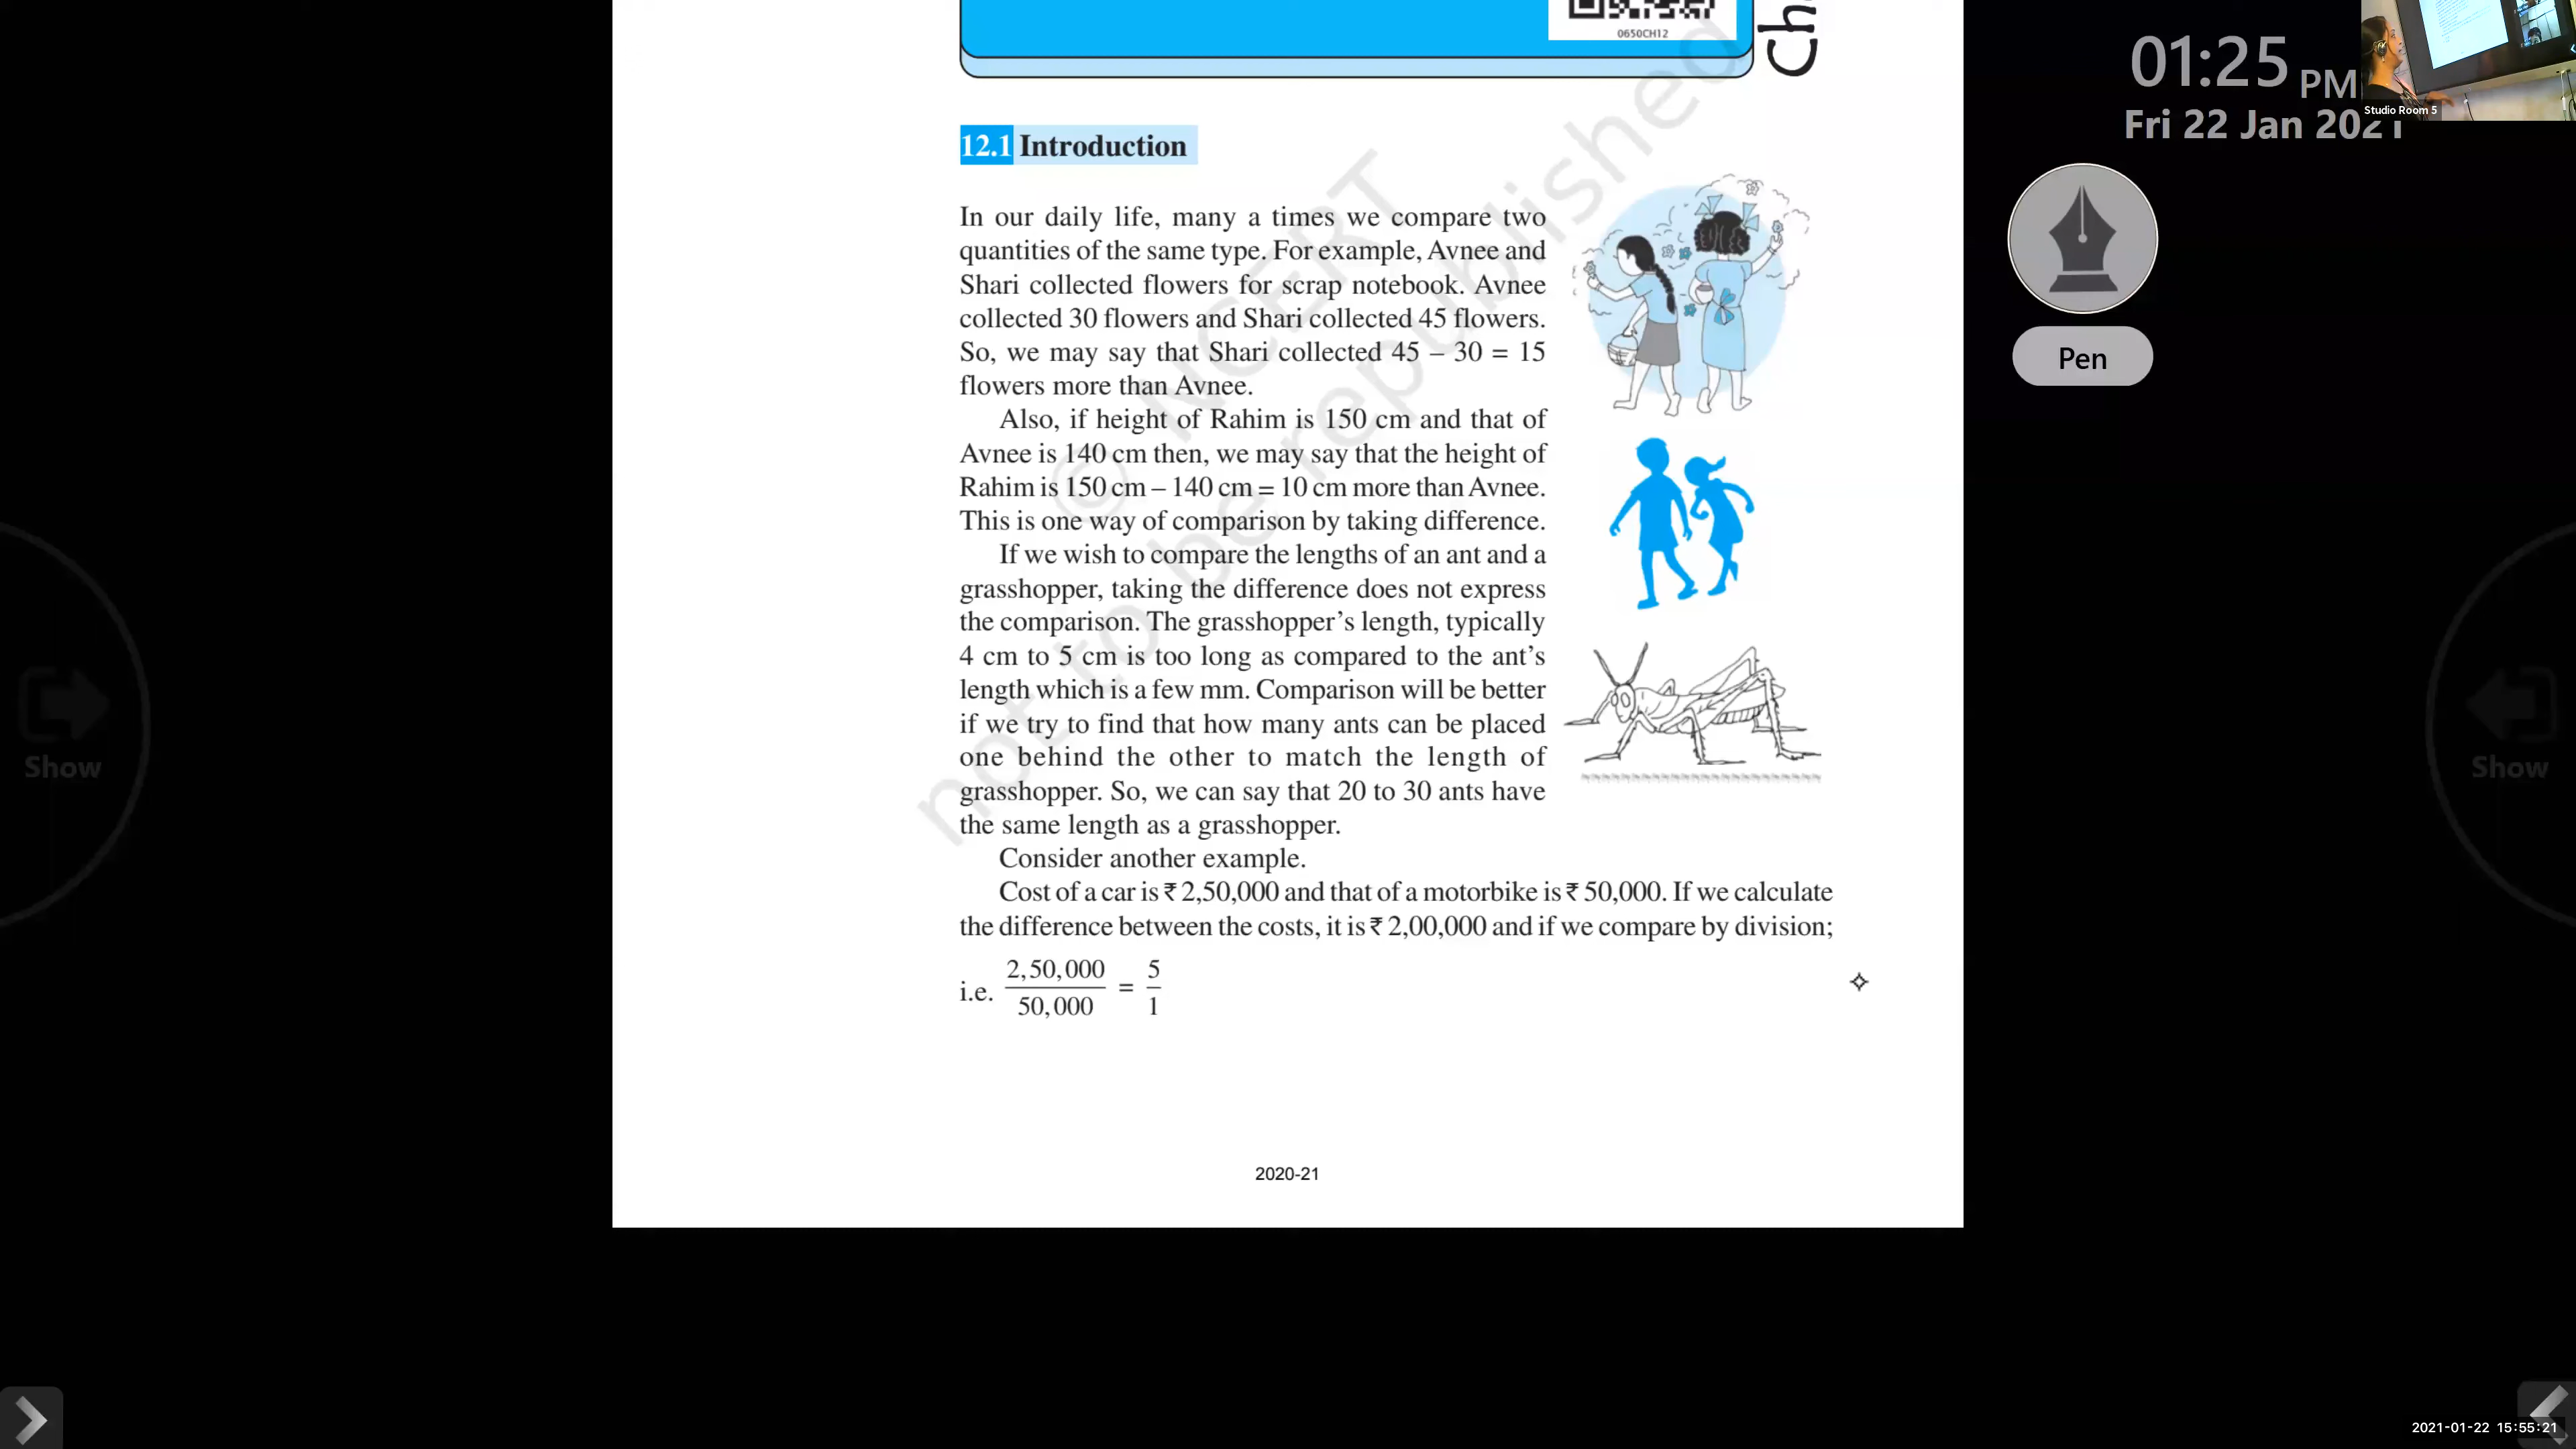 0650CH12
Ch
01:25 PM
Fri 22 Jan 2021
Studio Room 5
Pen
12.1 Introduction
In our daily life, many a times we compare two
quantities of the same type. For example, Avnee and
Shari collected flowers for scrap notebook. Avnee
collected 30 flowers and Shari collected 45 flowers.
So, we may say that Shari collected 45 – 30 = 15
flowers more than Avnee.
Also, if height of Rahim is 150 cm and that of
Avnee is 140 cm then, we may say that the height of
Rahim is 150 cm – 140 cm = 10 cm more than Avnee.
This is one way of comparison by taking difference.
If we wish to compare the lengths of an ant and a
grasshopper, taking the difference does not express
the comparison. The grasshopper’s length, typically
4 cm to 5 cm is too long as compared to the ant’s
length which is a few mm. Comparison will be better
if we try to find that how many ants can be placed
one behind the other to match the length of
grasshopper. So, we can say that 20 to 30 ants have
the same length as a grasshopper.
Consider another example.
Cost of a car is ₹ 2,50,000 and that of a motorbike is ₹ 50,000. If we calculate
the difference between the costs, it is ₹ 2,00,000 and if we compare by division;
i.e. 2,50,000/50,000 = 5/1
2020-21
© NCERT
not to be republished
Show
Show
2021-01-22 15:55:21